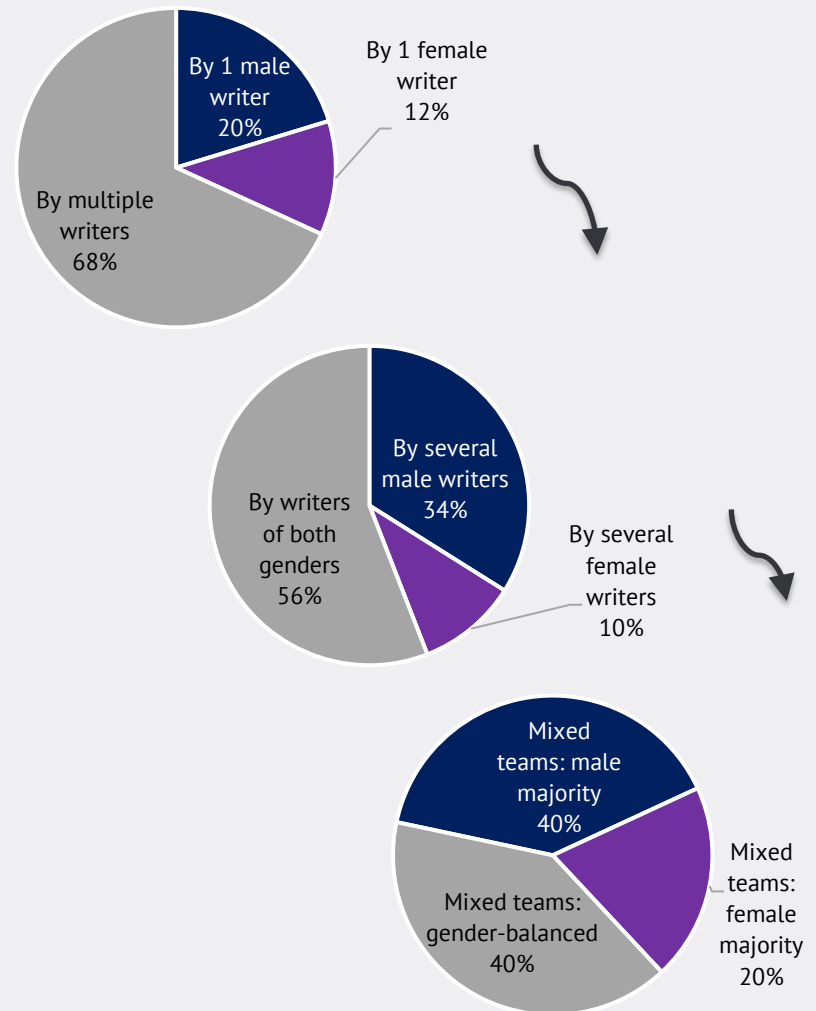 By 1 male
writer
20%
By 1 female
writer
12%
By multiple
writers
68%
By several
male writers
34%
By writers
of both
genders
56%
By several
female
writers
10%
Mixed
teams: male
majority
40%
Mixed
teams:
female
majority
20%
Mixed teams:
gender-balanced
40%